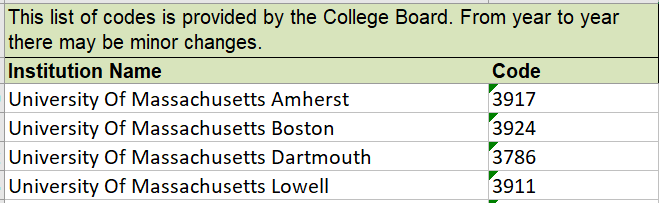 This list of codes is provided by the College Board. From year to year
there may be minor changes.
Institution Name Code
University Of Massachusetts Amherst 3917
University Of Massachusetts Boston 3924
University Of Massachusetts Dartmouth 3786
University Of Massachusetts Lowell 3911